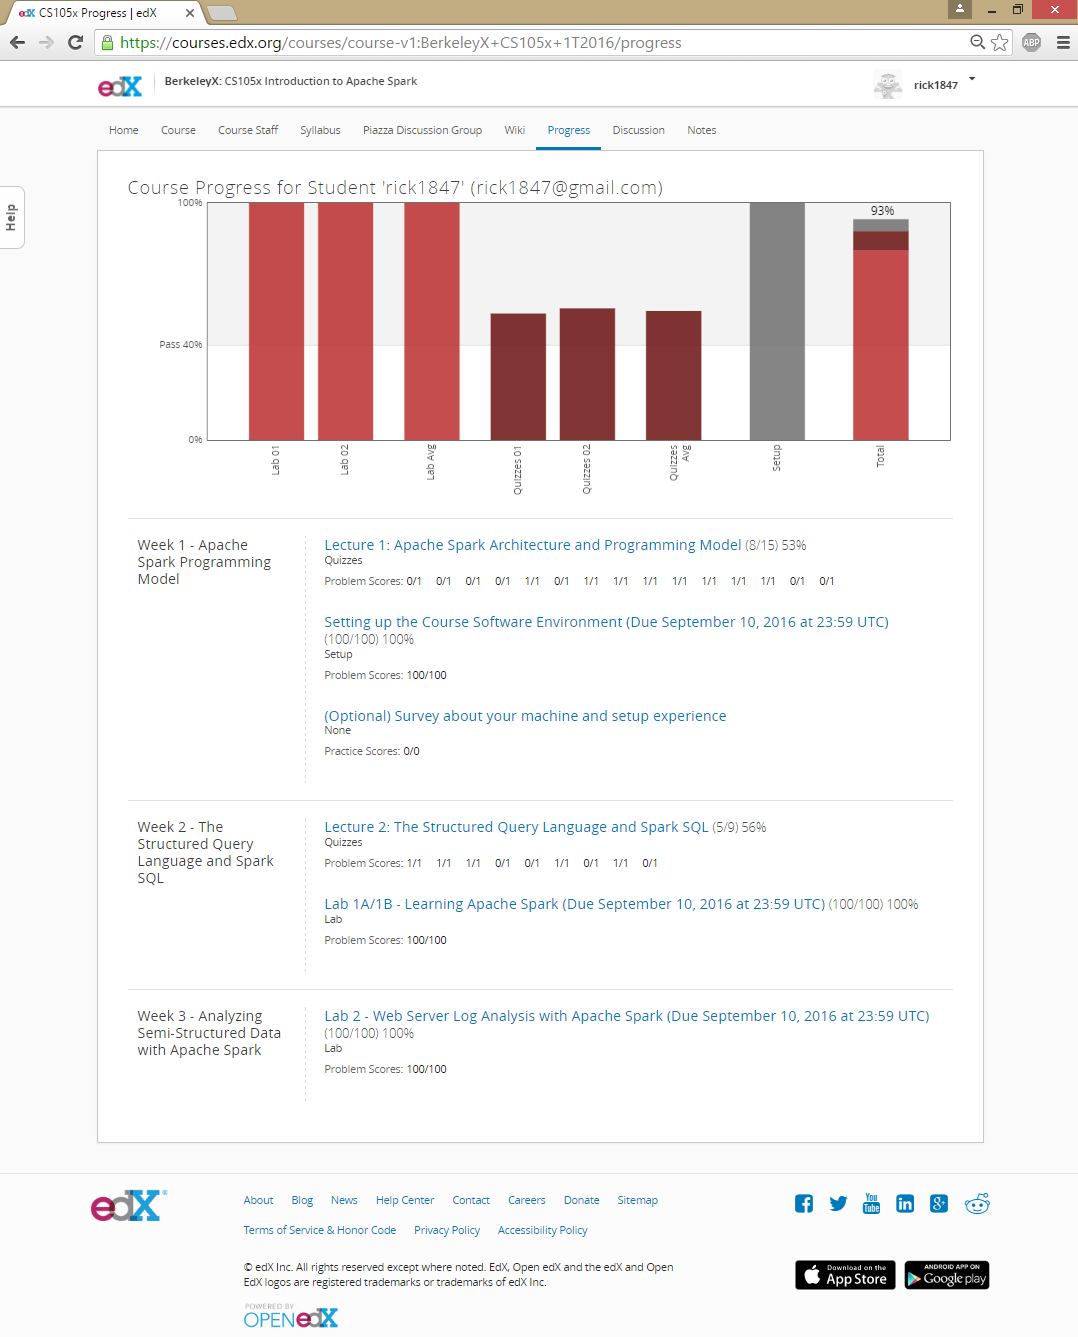 edX CS105x Progress | edX
https://courses.edx.org/courses/course-v1:BerkeleyX+CS105x+1T2016/progress
ABP
edX
BerkeleyX: CS105x Introduction to Apache Spark
rick1847
Home Course Course Staff Syllabus Piazza Discussion Group Wiki Progress Discussion Notes
Help
Course Progress for Student 'rick1847' (rick1847@gmail.com)
100%
93%
Pass 40%
0%
Lab 01
Lab 02
Lab Avg
Quizzes 01
Quizzes 02
Quizzes
Avg
Setup
Total
Week 1 - Apache
Spark Programming
Model
Lecture 1: Apache Spark Architecture and Programming Model (8/15) 53%
Quizzes
Problem Scores: 0/1 0/1 0/1 0/1 1/1 0/1 1/1 1/1 1/1 1/1 1/1 1/1 1/1 0/1 0/1
Setting up the Course Software Environment (Due September 10, 2016 at 23:59 UTC)
(100/100) 100%
Setup
Problem Scores: 100/100
(Optional) Survey about your machine and setup experience
None
Practice Scores: 0/0
Week 2 - The
Structured Query
Language and Spark
SQL
Lecture 2: The Structured Query Language and Spark SQL (5/9) 56%
Quizzes
Problem Scores: 1/1 1/1 1/1 0/1 0/1 1/1 0/1 1/1 0/1
Lab 1A/1B - Learning Apache Spark (Due September 10, 2016 at 23:59 UTC) (100/100) 100%
Lab
Problem Scores: 100/100
Week 3 - Analyzing
Semi-Structured Data
with Apache Spark
Lab 2 - Web Server Log Analysis with Apache Spark (Due September 10, 2016 at 23:59 UTC)
(100/100) 100%
Lab
Problem Scores: 100/100
edX
About Blog News Help Center Contact Careers Donate Sitemap
Terms of Service & Honor Code Privacy Policy Accessibility Policy
© edX Inc. All rights reserved except where noted. EdX, Open edX and the edX and Open
EdX logos are registered trademarks or trademarks of edX Inc.
POWERED BY
OPEN edX
You
Tube
in
g+
Download on the
App Store
ANDROID APP ON
Google play